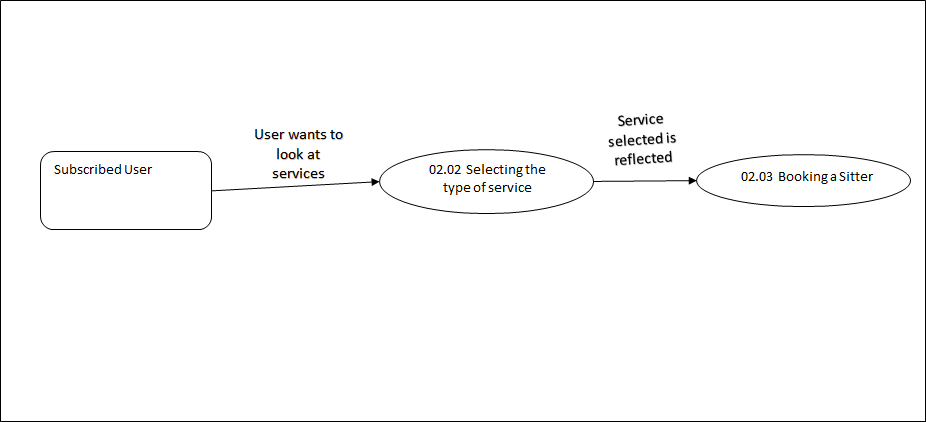 Subscribed User
User wants to
look at
services
02.02 Selecting the
type of service
Service
selected is
reflected
02.03 Booking a Sitter